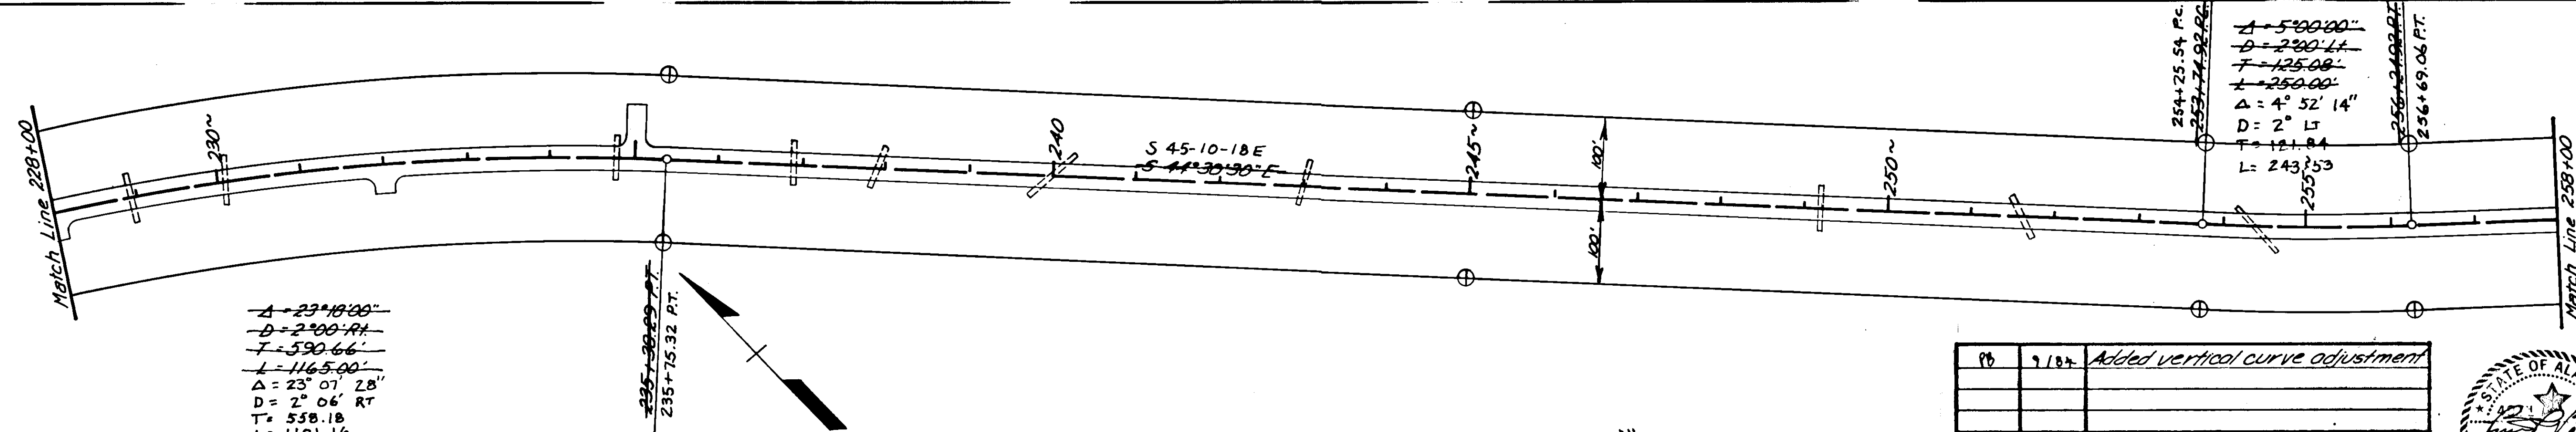 Match Line 228+00
230~
240
S 45-10-18 E
S 44°30'30" E
245~
100'
100'
250~
255
254+25.54 P.C.
253+74.92 P.C.
256+24.92 P.T.
256+69.06 P.T.
Δ = 5°00'00"
D = 2°00' Lt.
T = 125.08'
L = 250.00'
Δ = 4° 52' 14"
D = 2° LT
T = 121.84
L = 243.53
Match Line 258+00
Δ = 23°18'00"
D = 2°00' Rt.
T = 590.66'
L = 1165.00'
Δ = 23° 07' 28"
D = 2° 06' RT
T = 558.18
235+30.29 P.T.
235+75.32 P.T.
PB 9/84 Added vertical curve adjustment
STATE OF